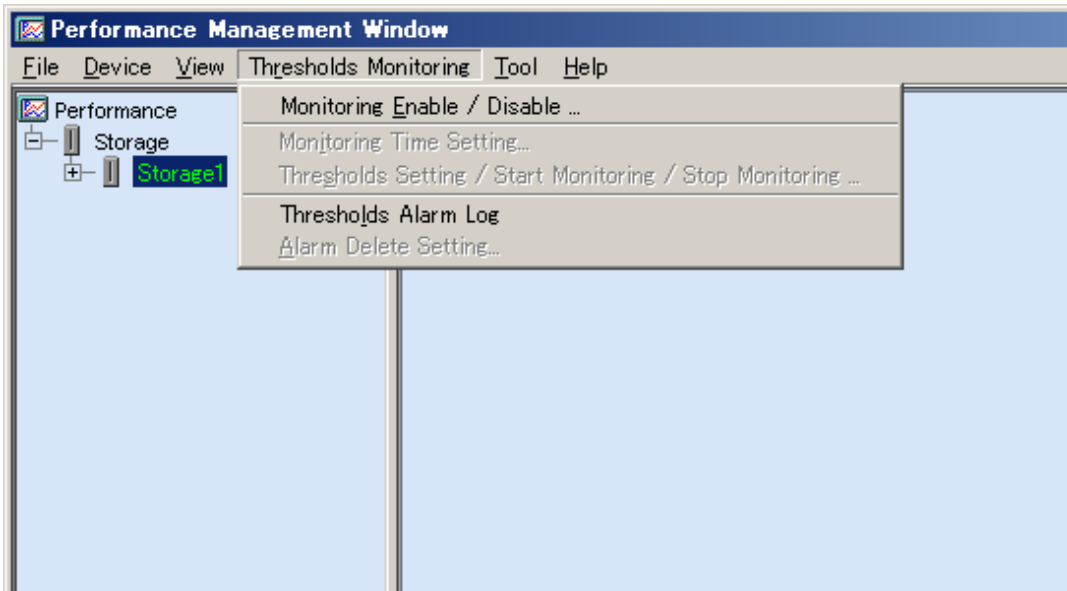 Performance Management Window
File Device View Thresholds Monitoring Tool Help
Performance
Storage
Storage1
Monitoring Enable / Disable ...
Monitoring Time Setting...
Thresholds Setting / Start Monitoring / Stop Monitoring ...
Thresholds Alarm Log
Alarm Delete Setting...